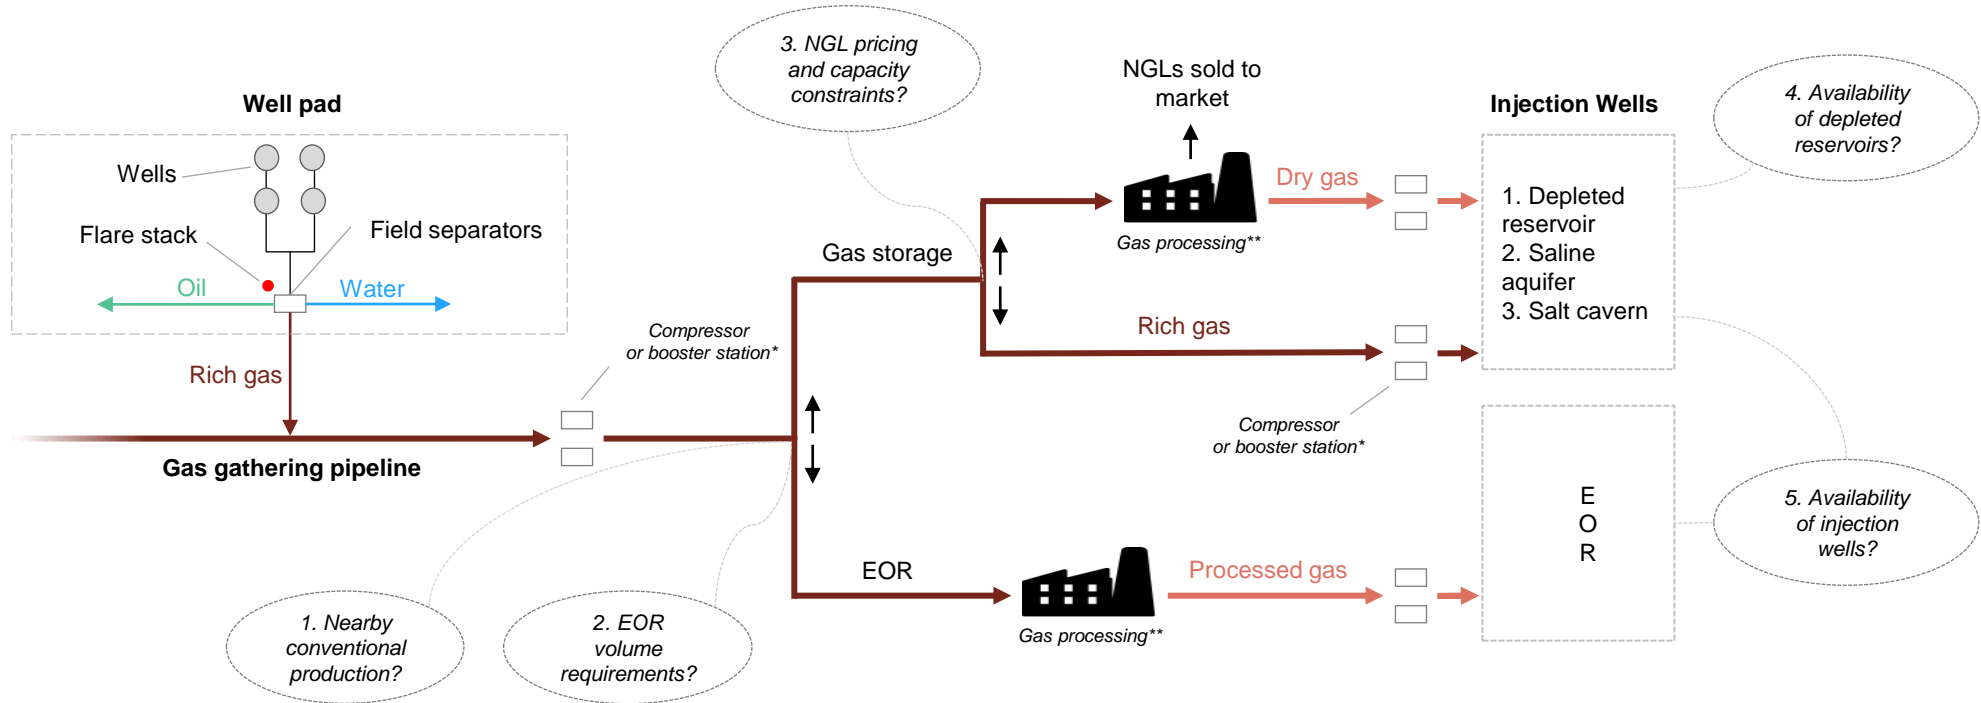 Well pad
Wells
Flare stack
Field separators
Oil
Water
Rich gas
Gas gathering pipeline
Compressor
or booster station*
1. Nearby
conventional
production?
2. EOR
volume
requirements?
3. NGL pricing
and capacity
constraints?
Gas storage
NGLs sold to
market
Gas processing**
Dry gas
Rich gas
Compressor
or booster station*
EOR
Gas processing**
Processed gas
Injection Wells
1. Depleted
reservoir
2. Saline
aquifer
3. Salt cavern
E
O
R
4. Availability
of depleted
reservoirs?
5. Availability
of injection
wells?